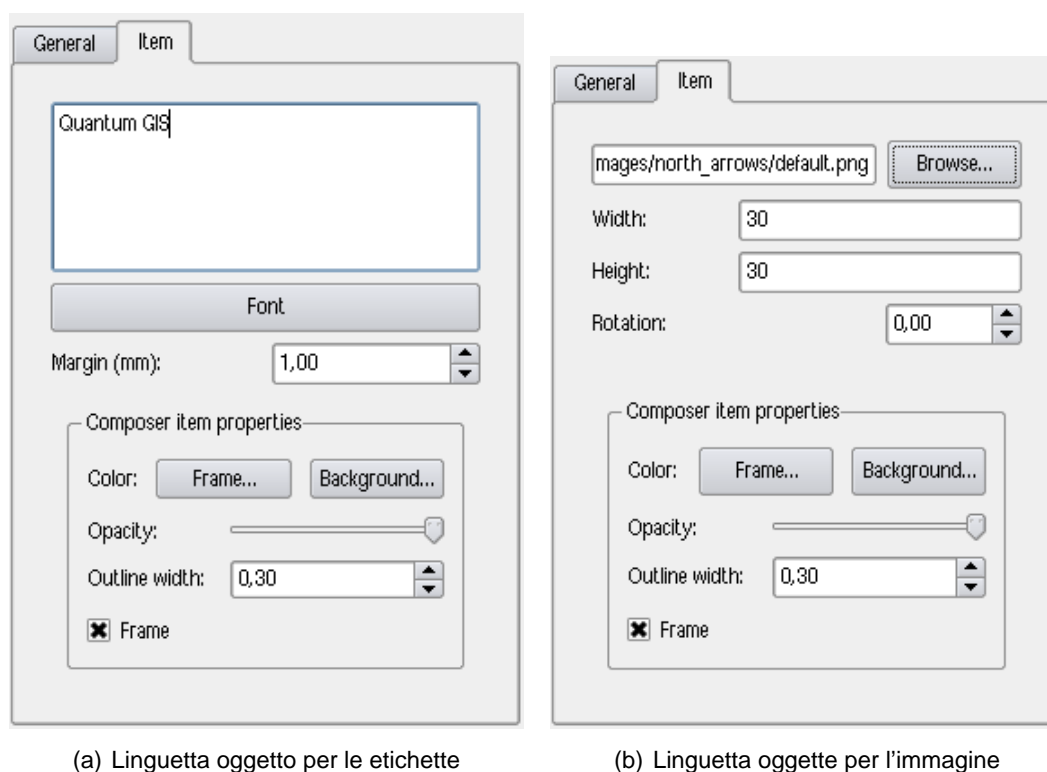 General Item
Quantum GIS
Font
Margin (mm): 1,00
Composer item properties
Color: Frame... Background...
Opacity:
Outline width: 0,30
Frame
(a) Linguetta oggetto per le etichette
General Item
mages/north_arrows/default.png Browse...
Width: 30
Height: 30
Rotation: 0,00
Composer item properties
Color: Frame... Background...
Opacity:
Outline width: 0,30
Frame
(b) Linguetta oggette per l'immagine